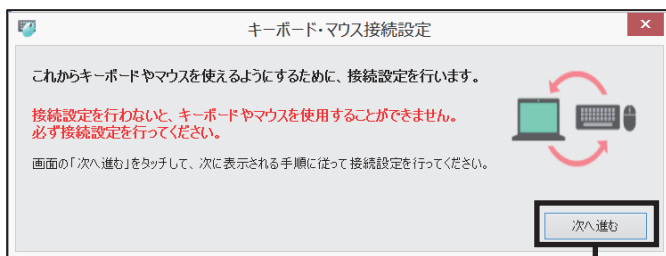 キーボード・マウス接続設定
これからキーボードやマウスを使えるようにするために、接続設定を行います。
接続設定を行わないと、キーボードやマウスを使用することができません。
必ず接続設定を行ってください。
画面の「次へ進む」をタッチして、次に表示される手順に従って接続設定を行ってください。
次へ進む